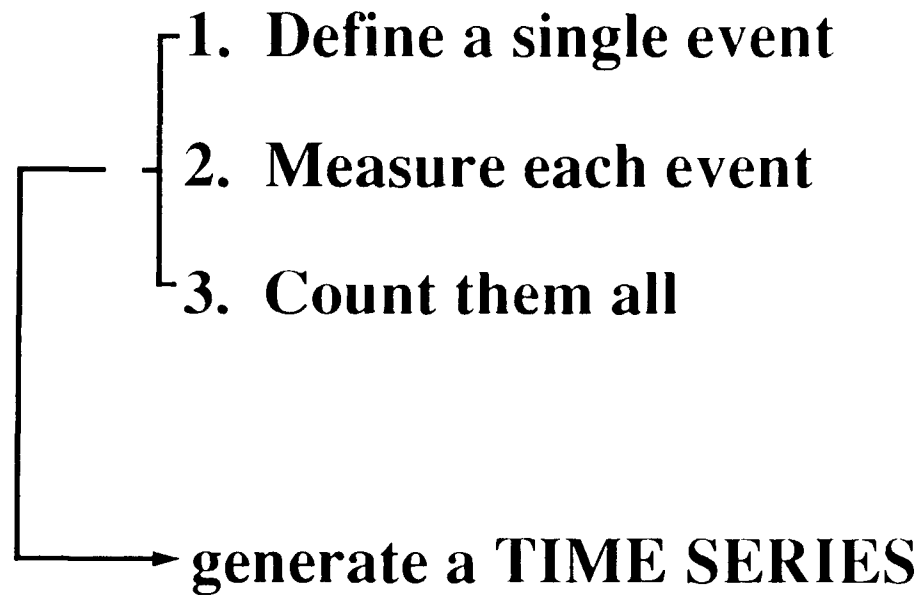 1. Define a single event
2. Measure each event
3. Count them all
generate a TIME SERIES